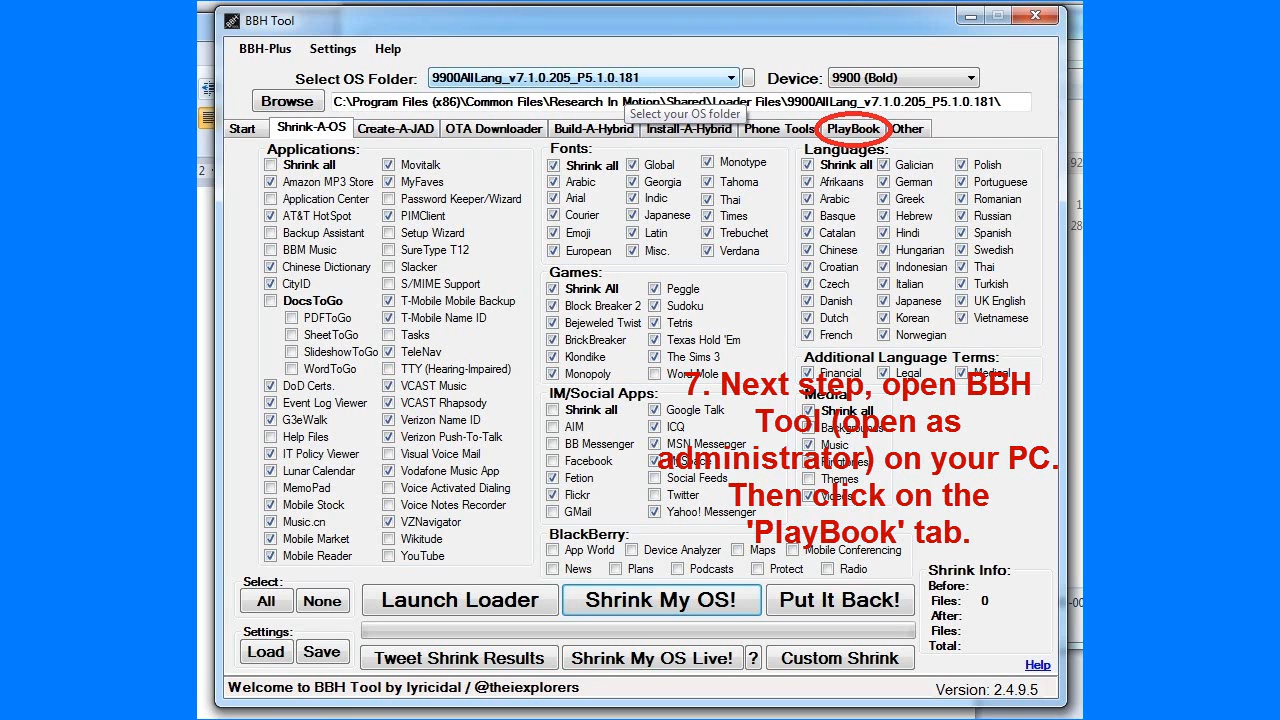 BBH Tool
BBH-Plus Settings Help
Select OS Folder: 9900AllLang_v7.1.0.205_P5.1.0.181 Device: 9900 (Bold)
Browse C:\Program Files (x86)\Common Files\Research In Motion\Shared\Loader Files\9900AllLang_v7.1.0.205_P5.1.0.181\
Select your OS folder
Start Shrink-A-OS Create-A-JAD OTA Downloader Build-A-Hybrid Install-A-Hybrid Phone Tools PlayBook Other
Applications:
Shrink all
Amazon MP3 Store
Application Center
AT&T HotSpot
Backup Assistant
BBM Music
Chinese Dictionary
CityID
DocsToGo
PDFToGo
SheetToGo
SlideshowToGo
WordToGo
DoD Certs.
Event Log Viewer
G3eWalk
Help Files
IT Policy Viewer
Lunar Calendar
MemoPad
Mobile Stock
Music.cn
Mobile Market
Mobile Reader
Movitalk
MyFaves
Password Keeper/Wizard
PIMClient
Setup Wizard
SureType T12
Slacker
S/MIME Support
T-Mobile Mobile Backup
T-Mobile Name ID
Tasks
TeleNav
TTY (Hearing-Impaired)
VCAST Music
VCAST Rhapsody
Verizon Name ID
Verizon Push-To-Talk
Visual Voice Mail
Vodafone Music App
Voice Activated Dialing
Voice Notes Recorder
VZNavigator
Wikitude
YouTube
Fonts:
Shrink all Global Monotype
Arabic Georgia Tahoma
Arial Indic Thai
Courier Japanese Times
Emoji Latin Trebuchet
European Misc. Verdana
Games:
Shrink All Peggle
Block Breaker 2 Sudoku
Bejeweled Twist Tetris
BrickBreaker Texas Hold 'Em
Klondike The Sims 3
Monopoly Word Mole
IM/Social Apps:
Shrink all Google Talk
AIM ICQ
BB Messenger MSN Messenger
Facebook MySpace
Fetion Social Feeds
Flickr Twitter
GMail Yahoo! Messenger
BlackBerry:
App World Device Analyzer Maps Mobile Conferencing
News Plans Podcasts Protect Radio
Languages:
Shrink all Galician Polish
Afrikaans German Portuguese
Arabic Greek Romanian
Basque Hebrew Russian
Catalan Hindi Spanish
Chinese Hungarian Swedish
Croatian Indonesian Thai
Czech Italian Turkish
Danish Japanese UK English
Dutch Korean Vietnamese
French Norwegian
Additional Language Terms:
Financial Legal Medical
Media:
Shrink all
Backgrounds
Music
Ringtones
Themes
Videos
7. Next step, open BBH
Tool (open as
administrator) on your PC.
Then click on the
'PlayBook' tab.
Select:
All None
Settings:
Load Save
Launch Loader Shrink My OS! Put It Back!
Tweet Shrink Results Shrink My OS Live! ? Custom Shrink
Shrink Info:
Before:
Files: 0
After:
Files:
Total:
Help
Welcome to BBH Tool by lyricidal / @theiexplorers
Version: 2.4.9.5